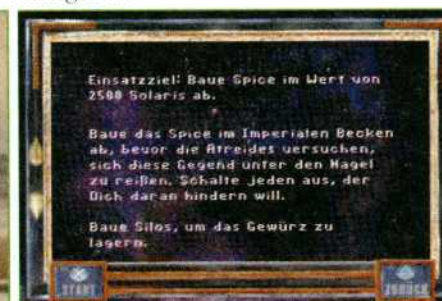 Einsatzziel: Baue Spice im Wert von
2500 Solaris ab.
Baue das Spice im Imperialen Becken
ab, bevor die Atreides versuchen,
sich diese Gegend unter den Nagel
zu reißen. Schalte jeden aus, der
Dich daran hindern will.
Baue Silos, um das Gewürz zu
lagern.
START
ZURÜCK